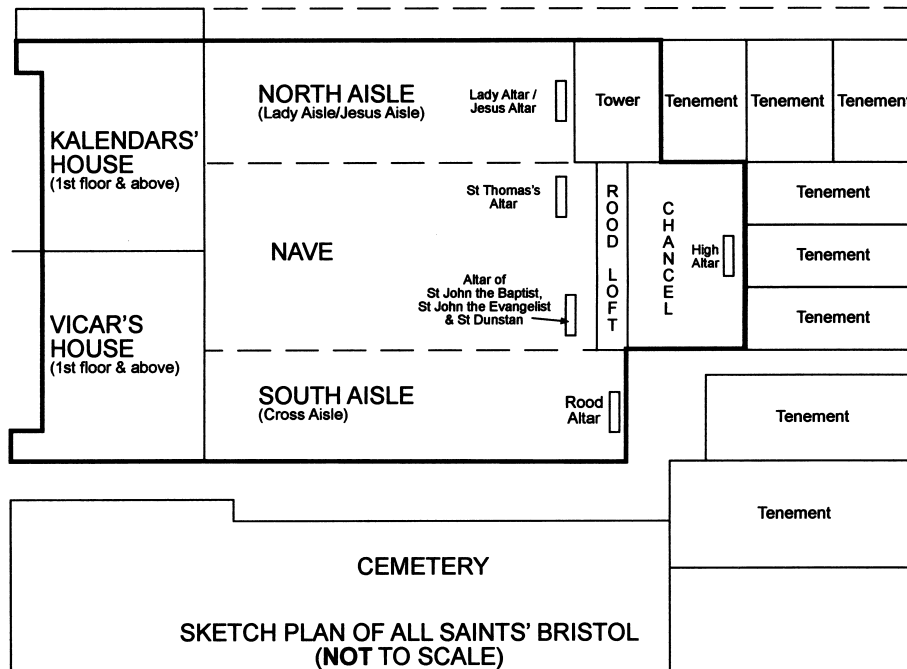 NORTH AISLE
(Lady Aisle/Jesus Aisle)
Lady Altar /
Jesus Altar
Tower
Tenement
Tenement
Tenement
KALENDARS'
HOUSE
(1st floor & above)
St Thomas's
Altar
ROOD LOFT
CHANCEL
High
Altar
Tenement
Tenement
Tenement
NAVE
Altar of
St John the Baptist,
St John the Evangelist
& St Dunstan
VICAR'S
HOUSE
(1st floor & above)
SOUTH AISLE
(Cross Aisle)
Rood
Altar
Tenement
Tenement
CEMETERY
SKETCH PLAN OF ALL SAINTS' BRISTOL
(NOT TO SCALE)